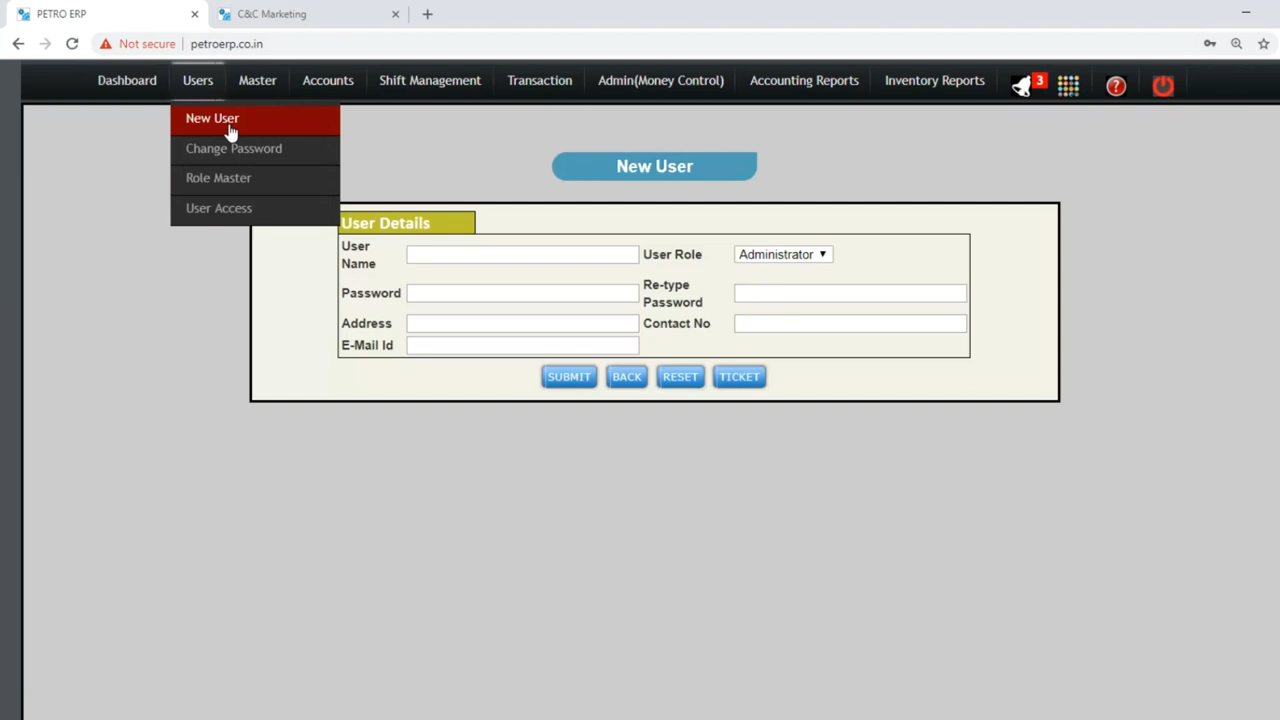 PETRO ERP
C&C Marketing
Not secure petroerp.co.in
Dashboard Users Master Accounts Shift Management Transaction Admin(Money Control) Accounting Reports Inventory Reports 3 ?
New User
Change Password
Role Master
User Access
New User
User Details
User Name
User Role Administrator
Password
Re-type Password
Address
Contact No
E-Mail Id
SUBMIT BACK RESET TICKET